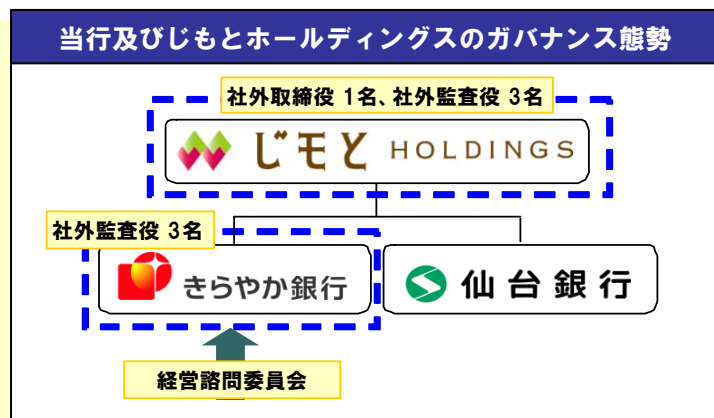 当行及びじもとホールディングスのガバナンス態勢
社外取締役 1名、社外監査役 3名
じモと HOLDINGS
社外監査役 3名
きらやか銀行
仙台銀行
経営諮問委員会